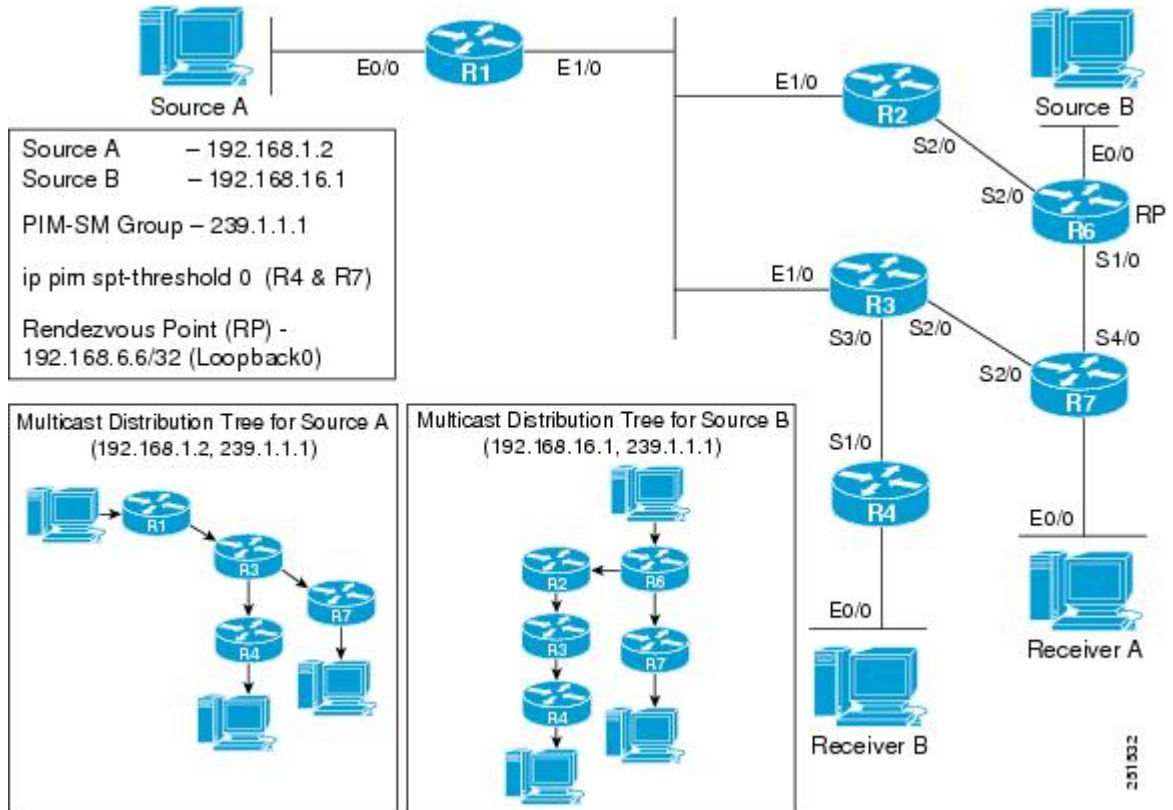 E0/0
R1
E1/0
Source A
E1/0
R2
S2/0
Source B
E0/0
S2/0
R6
RP
S1/0
Source A – 192.168.1.2
Source B – 192.168.16.1
PIM-SM Group – 239.1.1.1
ip pim spt-threshold 0 (R4 & R7)
Rendezvous Point (RP) -
192.168.6.6/32 (Loopback0)
E1/0
R3
S3/0
S2/0
S4/0
S2/0
R7
S1/0
R4
E0/0
E0/0
Receiver A
Receiver B
Multicast Distribution Tree for Source A
(192.168.1.2, 239.1.1.1)
R1
R3
R7
R4
Multicast Distribution Tree for Source B
(192.168.16.1, 239.1.1.1)
R2
R6
R3
R7
R4
251532